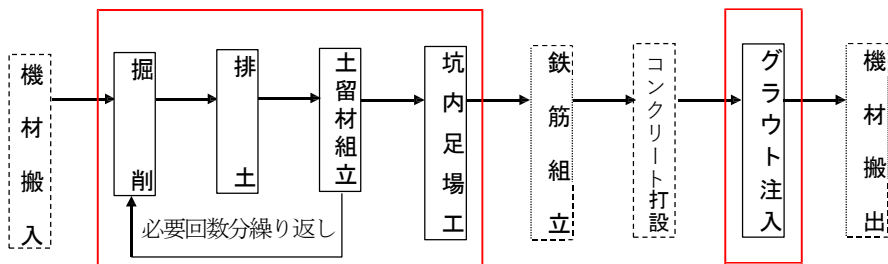 機材搬入
掘削
排土
土留材組立
坑内足場工
鉄筋組立
コンクリート打設
グラウト注入
機材搬出
必要回数分繰り返し